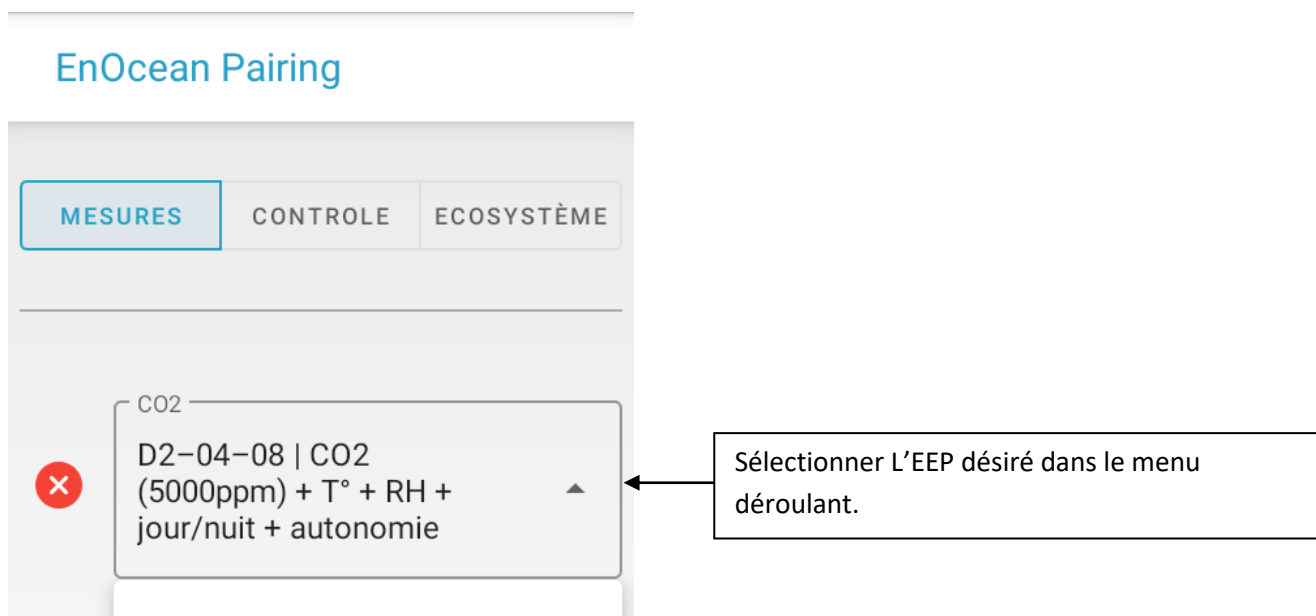 EnOcean Pairing
MESURES CONTROLE ECOSYSTÈME
CO2
D2–04–08 | CO2
(5000ppm) + T° + RH +
jour/nuit + autonomie
Sélectionner L’EEP désiré dans le menu
déroulant.